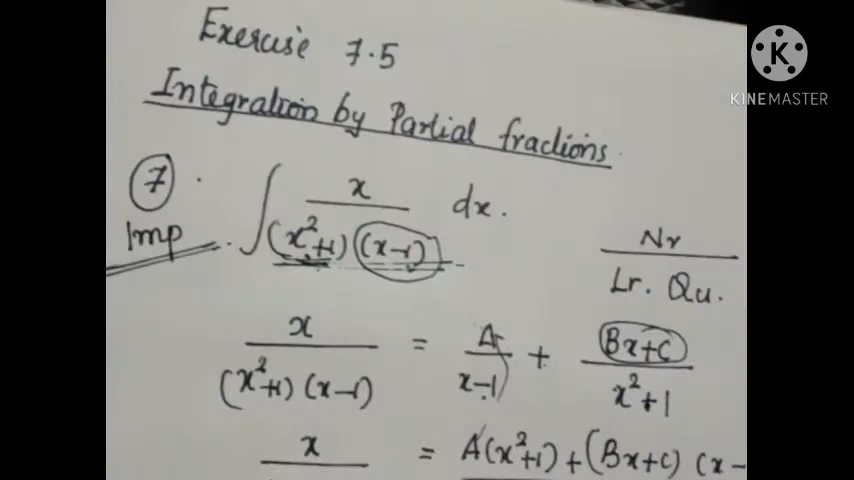 Exercise 7.5
Integration by Partial fractions
7. ∫ x / (x²+1) (x-1) dx.
Imp
Nr / Lr. Qu.
x / (x²+1) (x-1) = A / x-1 + Bx+C / x²+1
x = A(x²+1) + (Bx+C) (x-
KINEMASTER